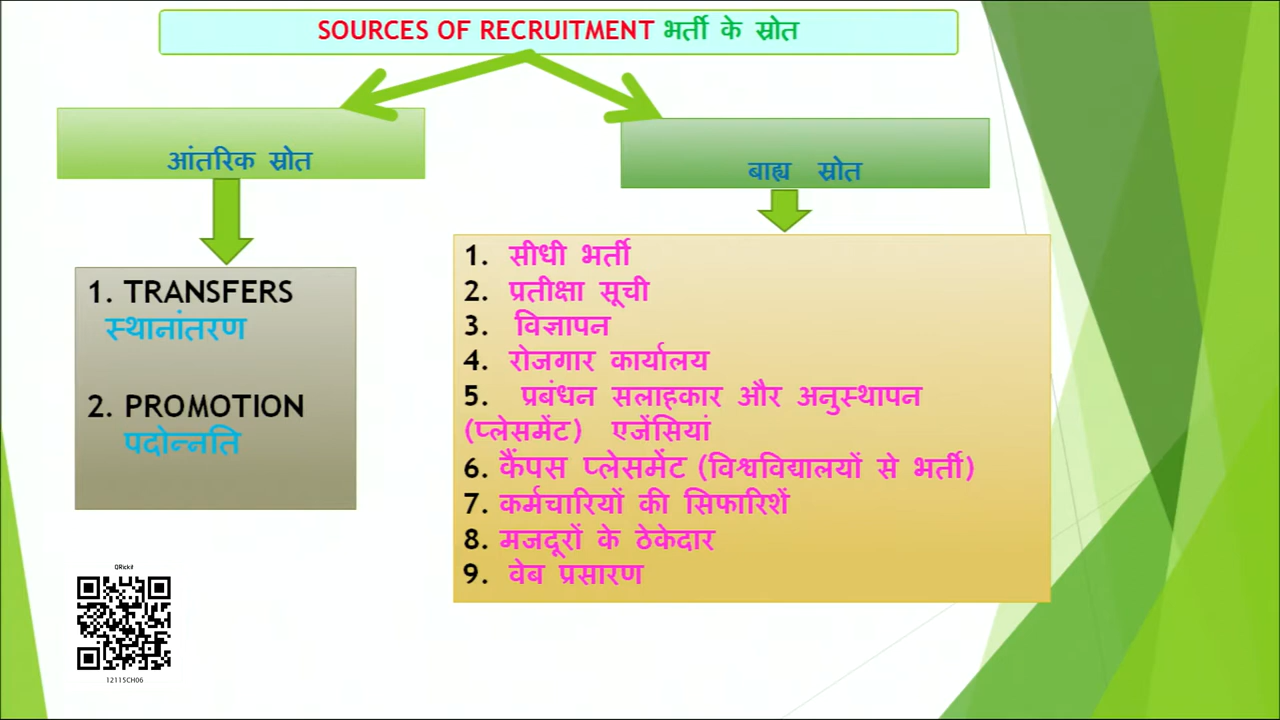 SOURCES OF RECRUITMENT भर्ती के स्रोत
आंतरिक स्रोत
बाह्य स्रोत
1. TRANSFERS
स्थानांतरण
2. PROMOTION
पदोन्नति
1. सीधी भर्ती
2. प्रतीक्षा सूची
3. विज्ञापन
4. रोजगार कार्यालय
5. प्रबंधन सलाहकार और अनुस्थापन
(प्लेसमेंट) एजेंसियां
6. कैंपस प्लेसमेंट (विश्वविद्यालयों से भर्ती)
7. कर्मचारियों की सिफारिशें
8. मजदूरों के ठेकेदार
9. वेब प्रसारण
QRickit
12115CH06